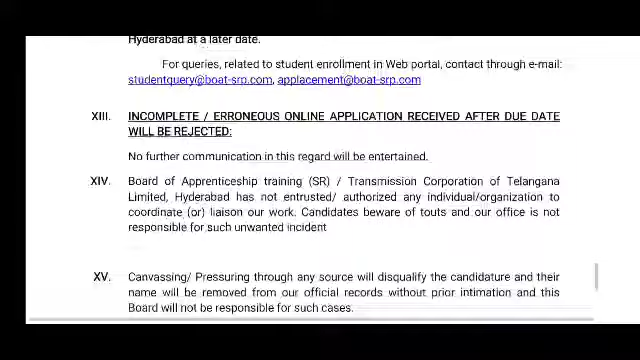 Hyderabad at a later date.
For queries, related to student enrollment in Web portal, contact through e-mail:
studentquery@boat-srp.com, applacement@boat-srp.com
XIII. INCOMPLETE / ERRONEOUS ONLINE APPLICATION RECEIVED AFTER DUE DATE
WILL BE REJECTED:
No further communication in this regard will be entertained.
XIV. Board of Apprenticeship training (SR) / Transmission Corporation of Telangana
Limited, Hyderabad has not entrusted/ authorized any individual/organization to
coordinate (or) liaison our work. Candidates beware of touts and our office is not
responsible for such unwanted incident
XV. Canvassing/ Pressuring through any source will disqualify the candidature and their
name will be removed from our official records without prior intimation and this
Board will not be responsible for such cases.